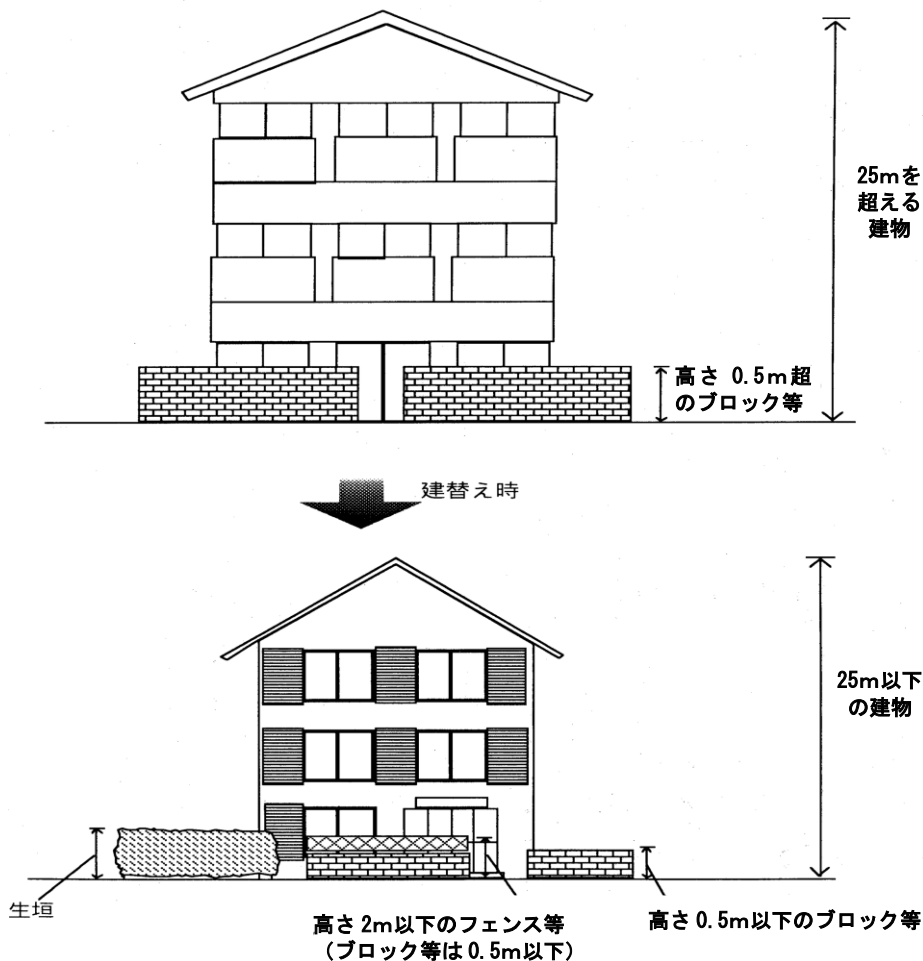 25mを
超える
建物
高さ 0.5m超
のブロック等
建替え時
25m以下
の建物
生垣
高さ 2m以下のフェンス等
(ブロック等は 0.5m以下)
高さ 0.5m以下のブロック等